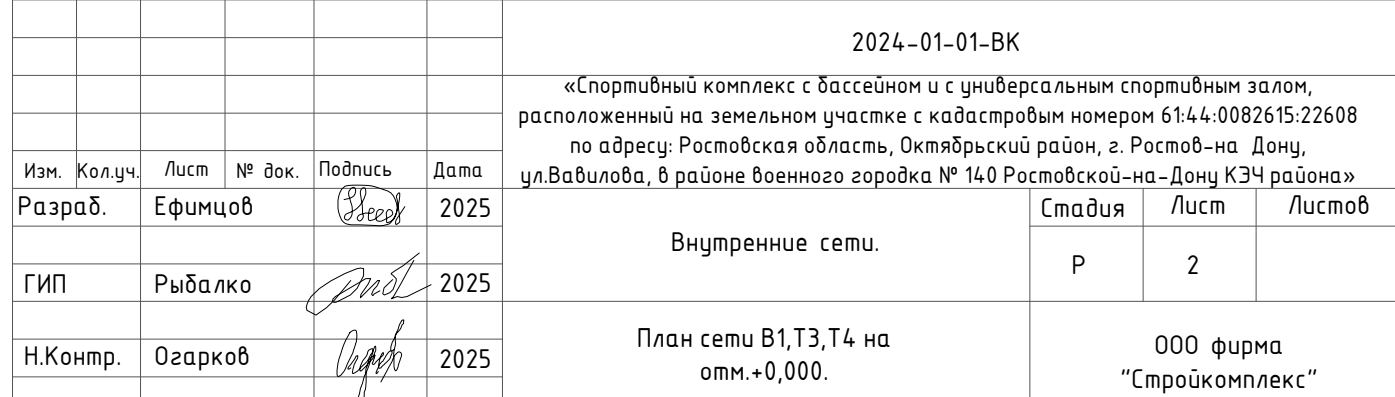 2024-01-01-ВК
«Спортивный комплекс с бассейном и с универсальным спортивным залом,
расположенный на земельном участке с кадастровым номером 61:44:0082615:22608
по адресу: Ростовская область, Октябрьский район, г. Ростов-на Дону,
ул.Вавилова, в районе военного городка № 140 Ростовской-на-Дону КЭЧ района»
Изм. Кол.уч. Лист № док. Подпись Дата
Разраб. Ефимцов 2025
Стадия Лист Листов
Внутренние сети.
Р 2
ГИП Рыбалко 2025
План сети В1,Т3,Т4 на
отм.+0,000.
Н.Контр. Огарков 2025
ООО фирма
"Стройкомплекс"